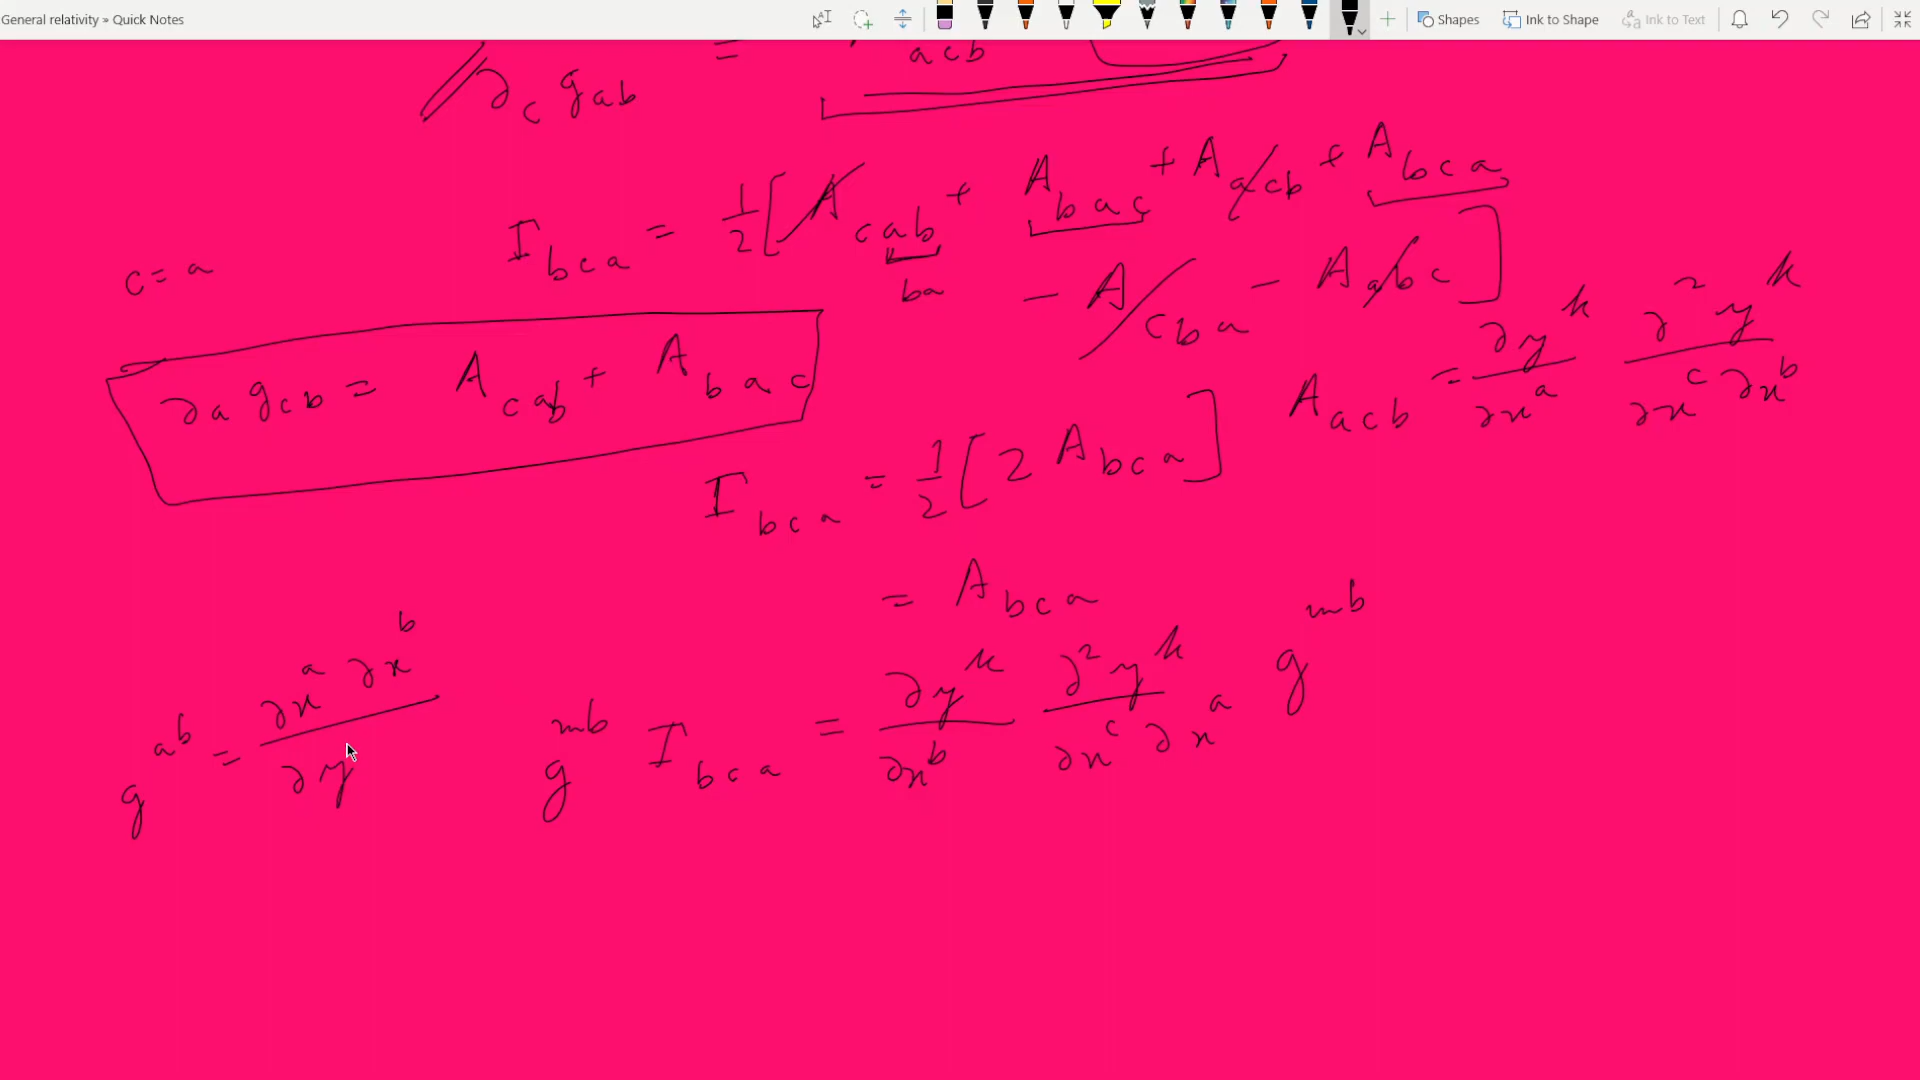 General relativity » Quick Notes
Shapes Ink to Shape Ink to Text
∂c gab = acb
Γbca = 1/2 [ Acab + Abac + Aacb + Abca
c = a
ba
− Acba − Aabc ]
∂a gcb = Acab + Abac
Aacb = ∂y^k/∂x^a ∂²y^k/∂x^c ∂x^b
Γbca = 1/2 [ 2 Abca ]
= Abca
g^ab = ∂x^a ∂x^b/∂y
g^mb Γbca = ∂y^k/∂x^b ∂²y^k/∂x^c ∂x^a g^mb